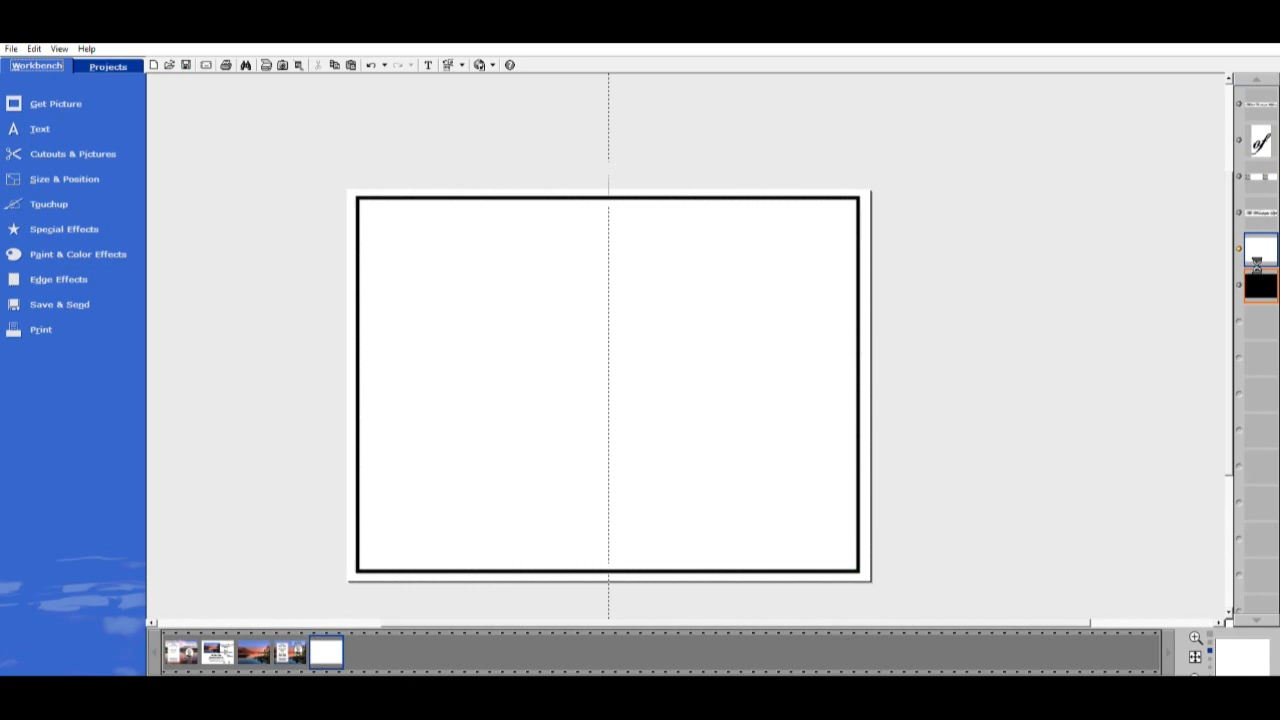 File Edit View Help
Workbench Projects
Get Picture
Text
Cutouts & Pictures
Size & Position
Touchup
Special Effects
Paint & Color Effects
Edge Effects
Save & Send
Print
of